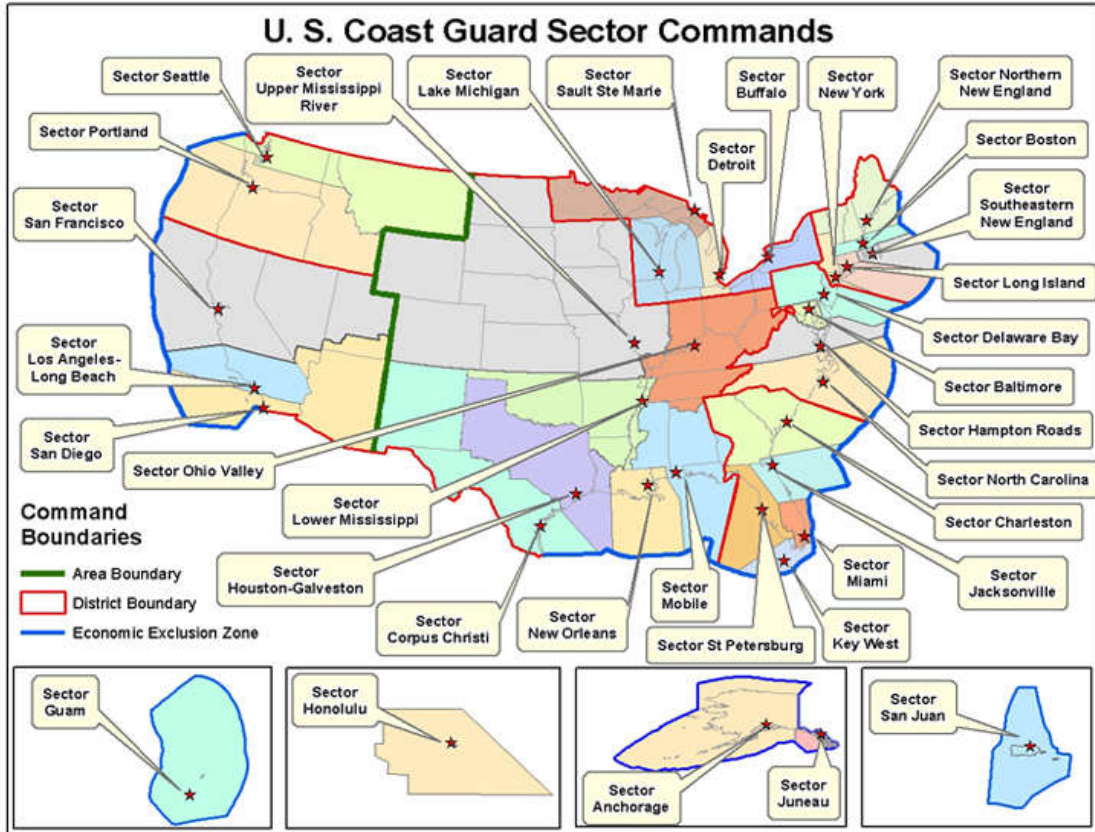 U. S. Coast Guard Sector Commands
Sector Seattle
Sector
Upper Mississippi
River
Sector
Lake Michigan
Sector
Sault Ste Marie
Sector
Buffalo
Sector
New York
Sector Northern
New England
Sector Portland
Sector
Detroit
Sector Boston
Sector
San Francisco
Sector
Southeastern
New England
Sector Long Island
Sector
Los Angeles-
Long Beach
Sector Delaware Bay
Sector Baltimore
Sector
San Diego
Sector Ohio Valley
Sector Hampton Roads
Sector North Carolina
Sector
Lower Mississippi
Sector Charleston
Sector
Houston-Galveston
Sector
Corpus Christi
Sector
New Orleans
Sector
Mobile
Sector St Petersburg
Sector
Key West
Sector
Miami
Sector
Jacksonville
Command
Boundaries
Area Boundary
District Boundary
Economic Exclusion Zone
Sector
Guam
Sector
Honolulu
Sector
Anchorage
Sector
Juneau
Sector
San Juan